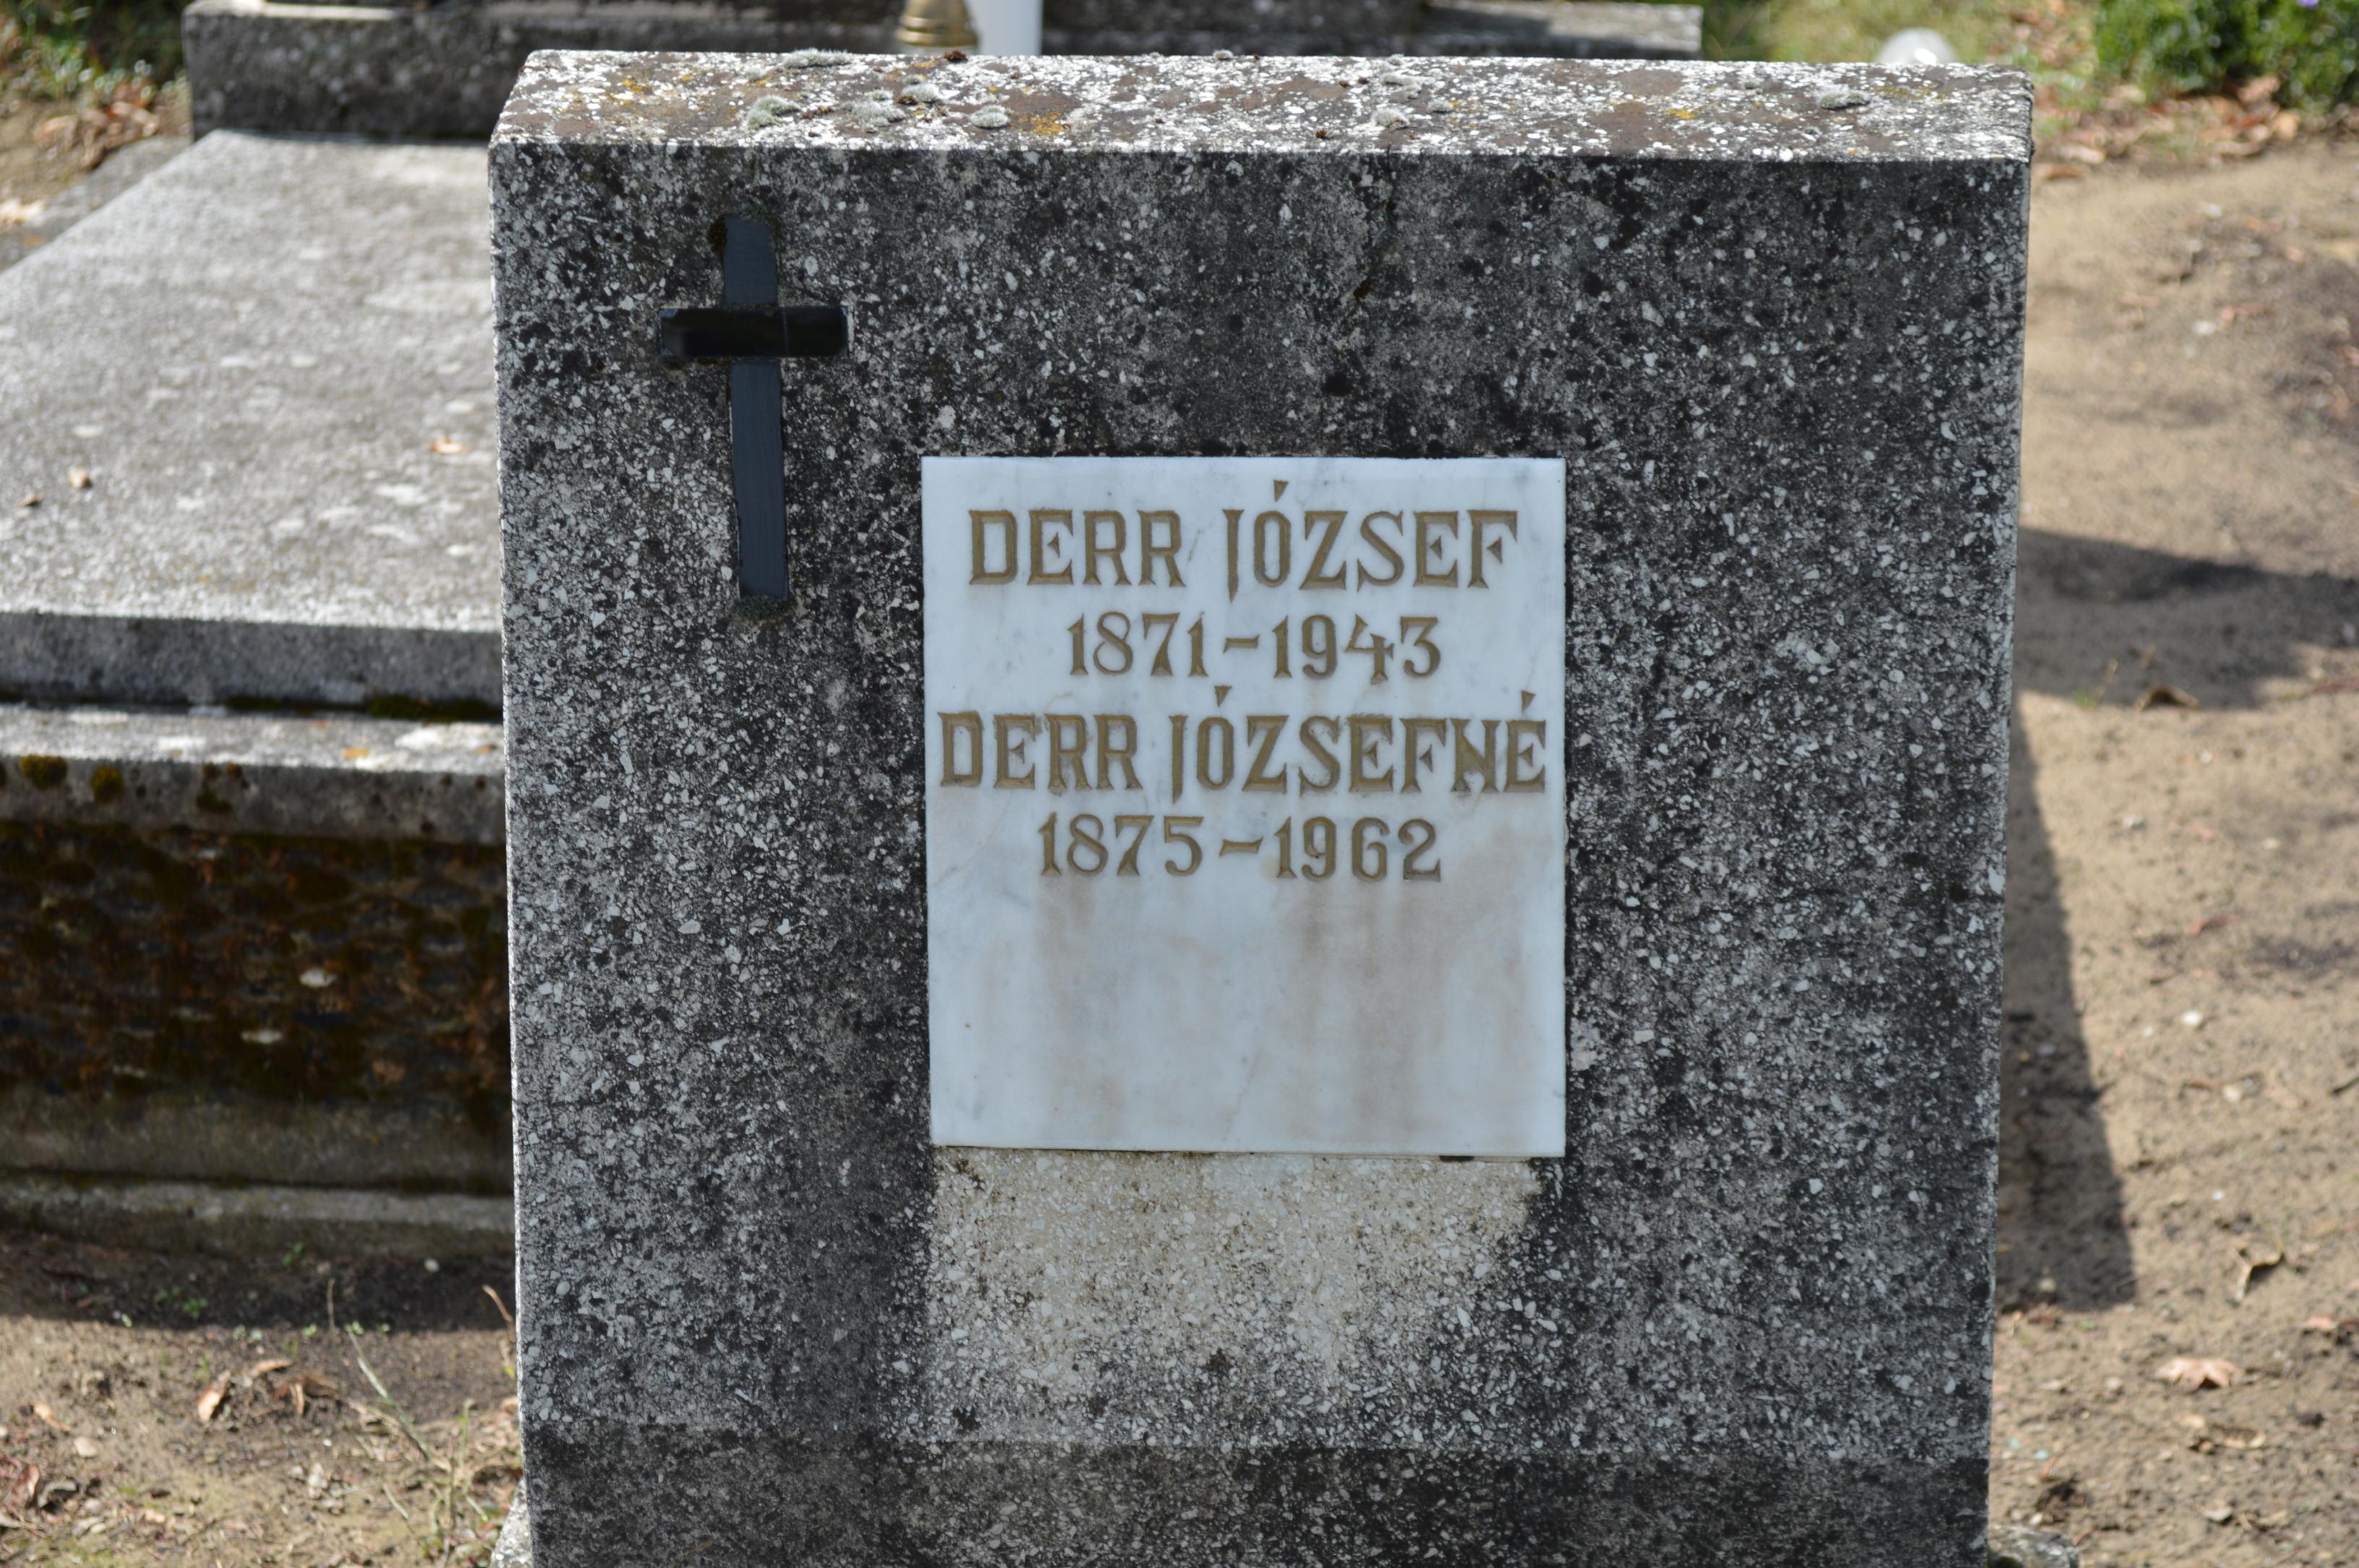 DERR JÓZSEF
1871-1943
DERR JÓZSEFNÉ
1875-1962